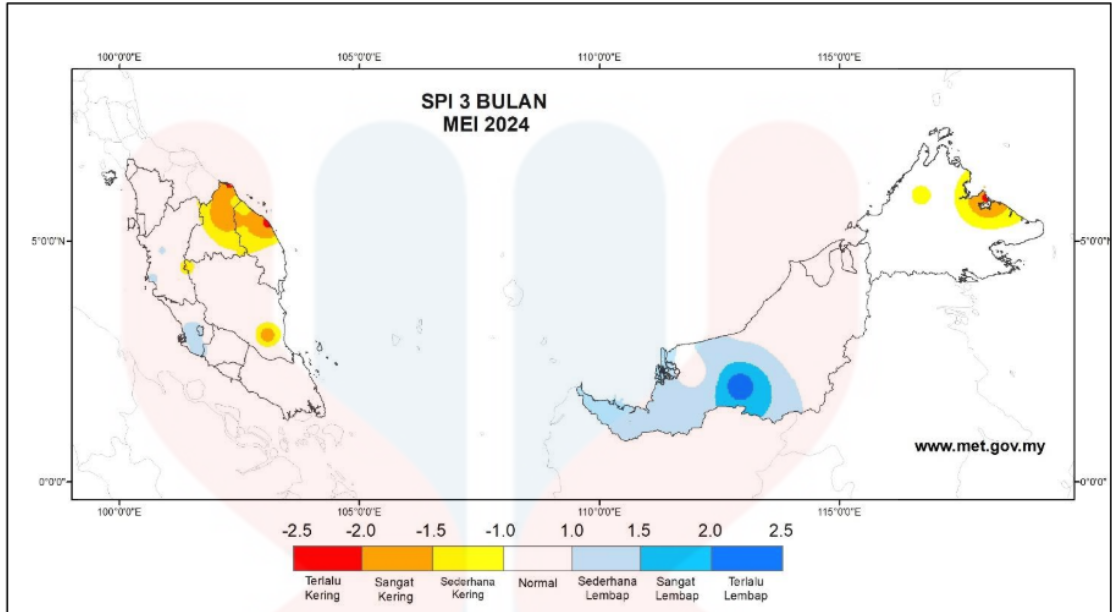 100°0'0"E 105°0'0"E 110°0'0"E 115°0'0"E
SPI 3 BULAN
MEI 2024
5°0'0"N 5°0'0"N
www.met.gov.my
0°0'0" 0°0'0"N
100°0'0"E 105°0'0"E 110°0'0"E 115°0'0"E
-2.5 -2.0 -1.5 -1.0 1.0 1.5 2.0 2.5
Terlalu Sangat Sederhana Normal Sederhana Sangat Terlalu
Kering Kering Kering Lembap Lembap Lembap